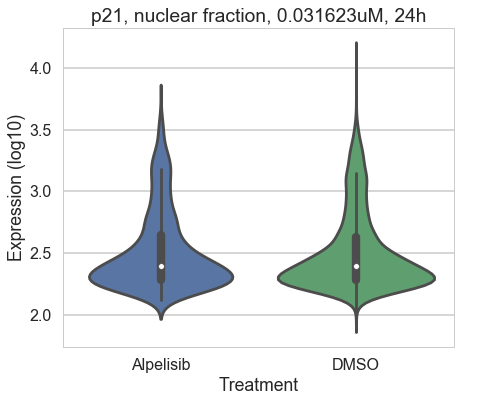 p21, nuclear fraction, 0.031623uM, 24h
Expression (log10)
4.0
3.5
3.0
2.5
2.0
Alpelisib DMSO
Treatment